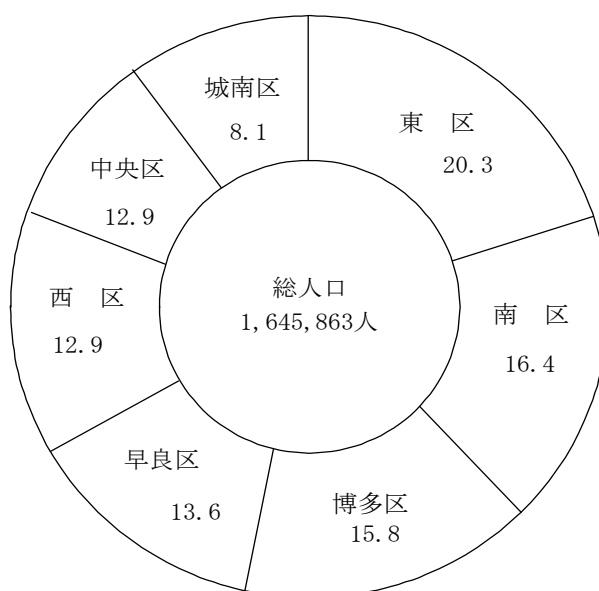 東　区
20.3
南　区
16.4
博多区
15.8
早良区
13.6
西　区
12.9
中央区
12.9
城南区
8.1
総人口
1,645,863人